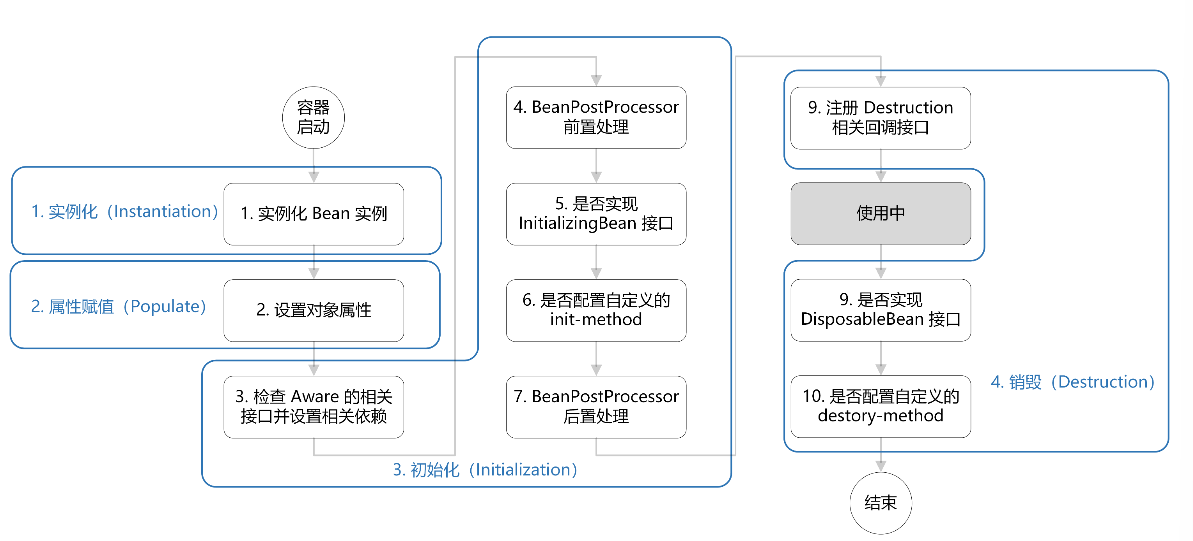 容器
启动
1. 实例化（Instantiation）
1. 实例化 Bean 实例
2. 属性赋值（Populate）
2. 设置对象属性
3. 检查 Aware 的相关
接口并设置相关依赖
3. 初始化（Initialization）
4. BeanPostProcessor
前置处理
5. 是否实现
InitializingBean 接口
6. 是否配置自定义的
init-method
7. BeanPostProcessor
后置处理
9. 注册 Destruction
相关回调接口
使用中
9. 是否实现
DisposableBean 接口
10. 是否配置自定义的
destory-method
4. 销毁（Destruction）
结束